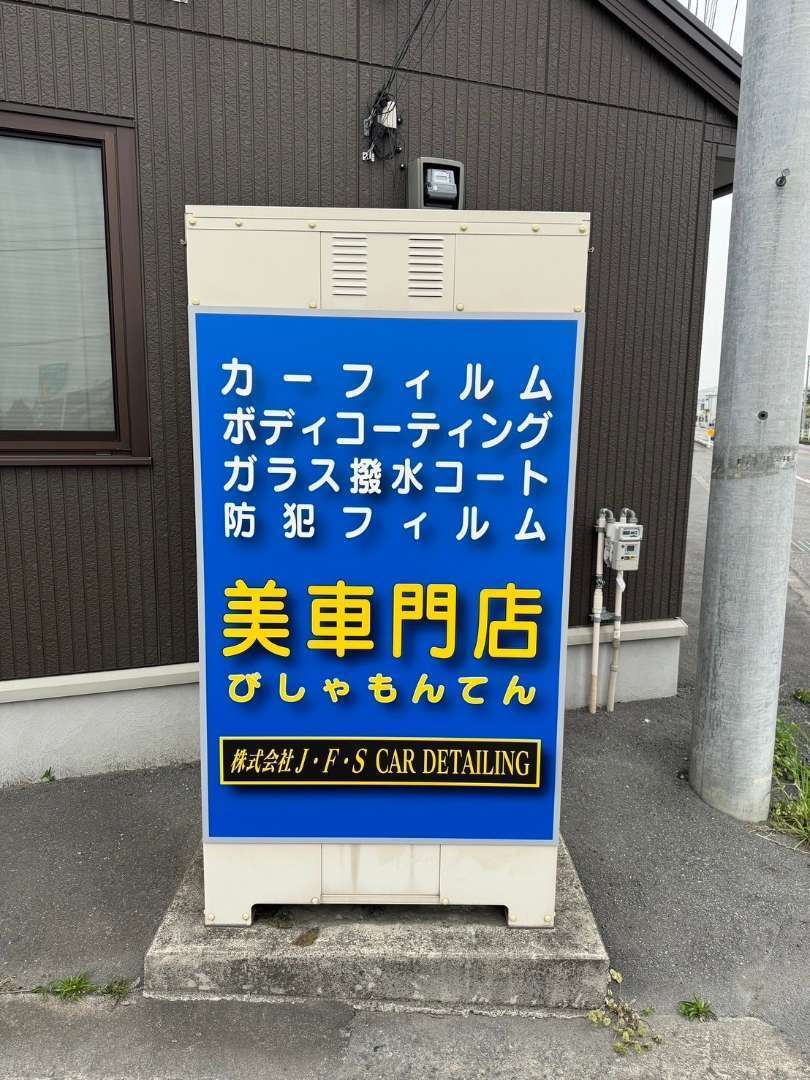 カーフィルム
ボディコーティング
ガラス撥水コート
防犯フィルム
美車門店
びしゃもんてん
株式会社 J・F・S CAR DETAILING